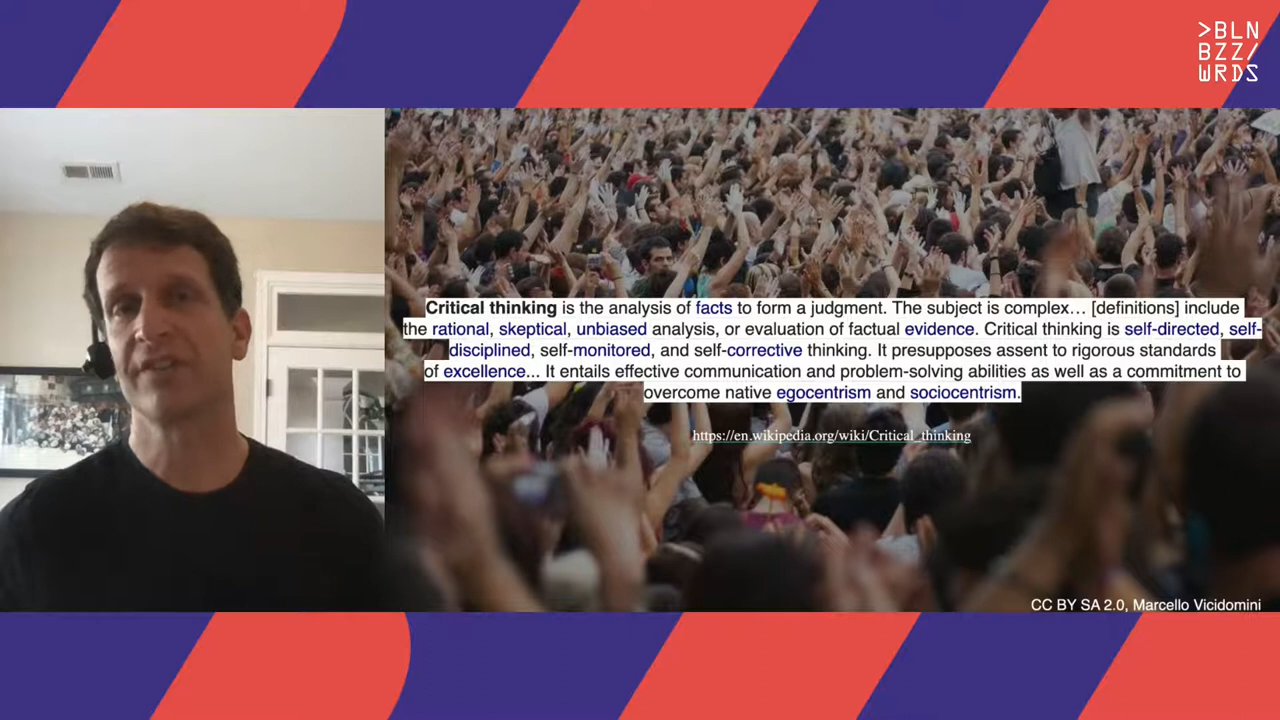 >BLN
BZZ/
WRDS
Critical thinking is the analysis of facts to form a judgment. The subject is complex... [definitions] include
the rational, skeptical, unbiased analysis, or evaluation of factual evidence. Critical thinking is self-directed, self-
disciplined, self-monitored, and self-corrective thinking. It presupposes assent to rigorous standards
of excellence... It entails effective communication and problem-solving abilities as well as a commitment to
overcome native egocentrism and sociocentrism.
https://en.wikipedia.org/wiki/Critical_thinking
CC BY SA 2.0, Marcello Vicidomini